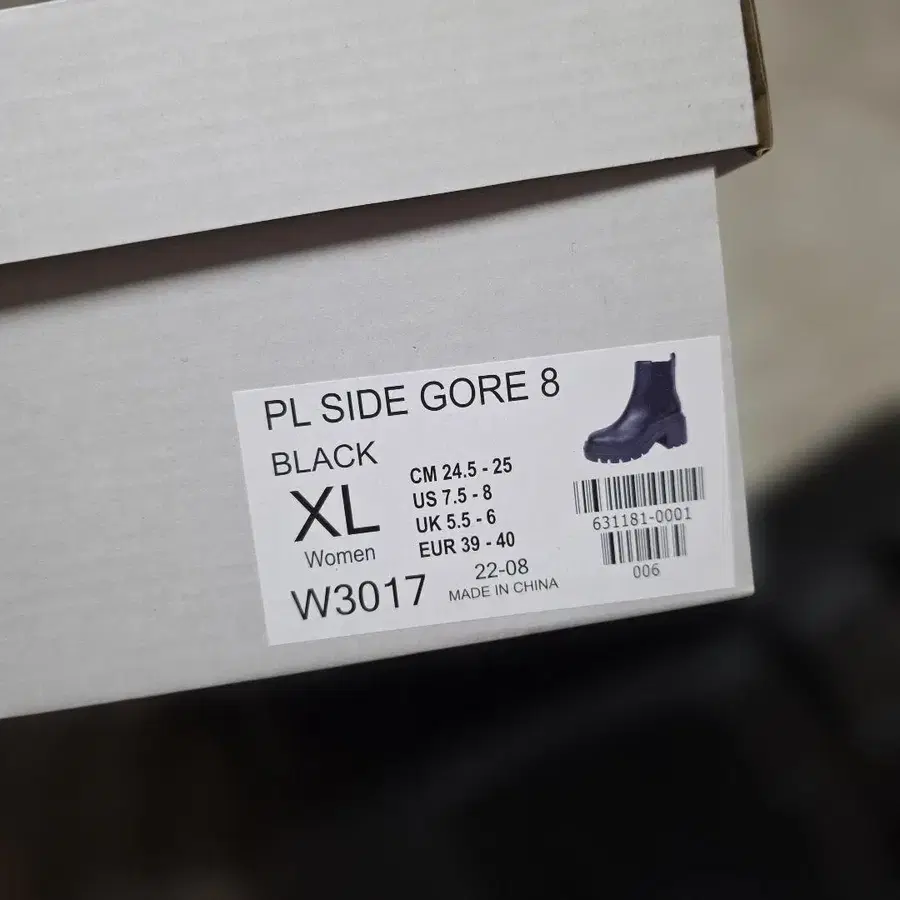 PL SIDE GORE 8
BLACK
XL
Women
W3017
CM 24.5 - 25
US 7.5 - 8
UK 5.5 - 6
EUR 39 - 40
22-08
MADE IN CHINA
631181-0001
006